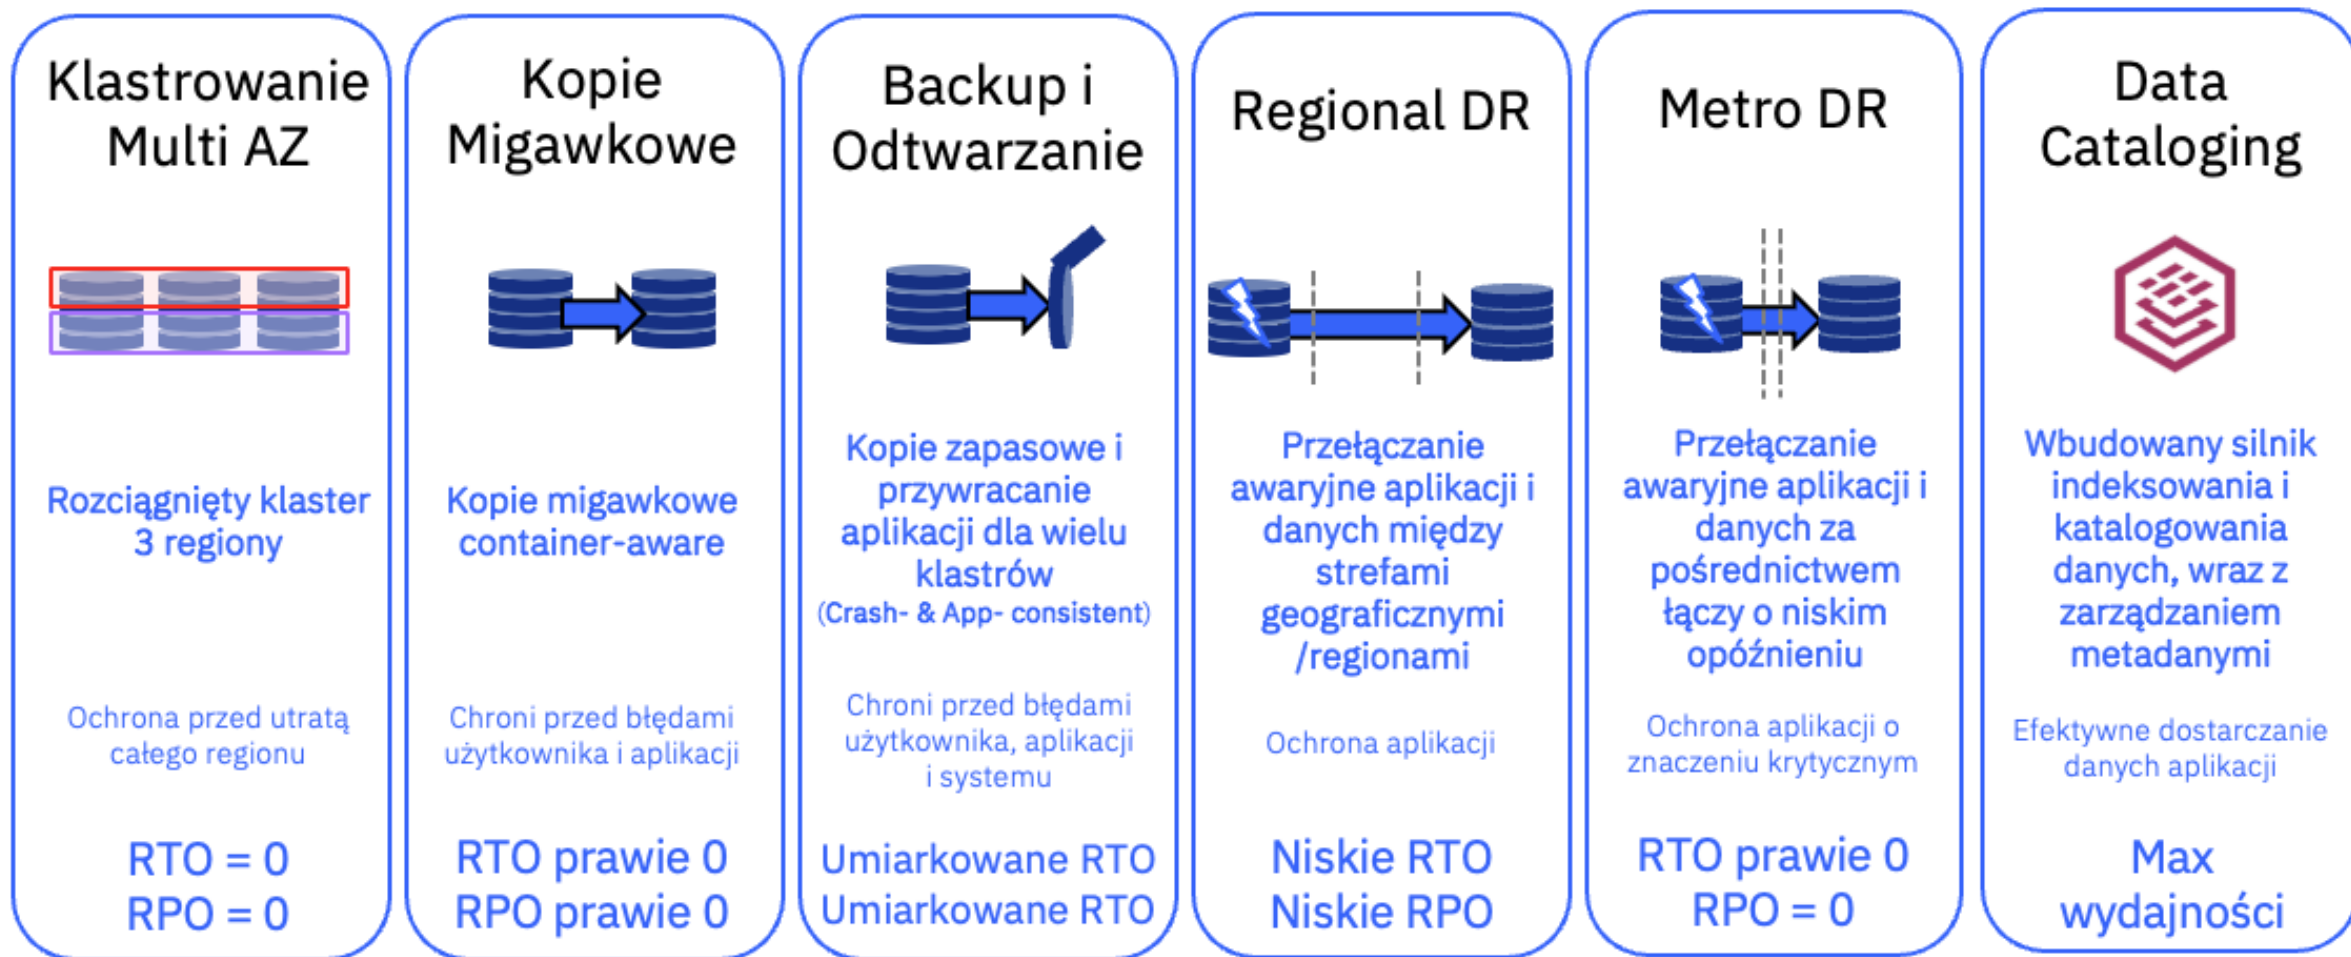 Klastrowanie
Multi AZ
Rozciągnięty klaster
3 regiony
Ochrona przed utratą
całego regionu
RTO = 0
RPO = 0
Kopie
Migawkowe
Kopie migawkowe
container-aware
Chroni przed błędami
użytkownika i aplikacji
RTO prawie 0
RPO prawie 0
Backup i
Odtwarzanie
Kopie zapasowe i
przywracanie
aplikacji dla wielu
klastrów
(Crash- & App- consistent)
Chroni przed błędami
użytkownika, aplikacji
i systemu
Umiarkowane RTO
Umiarkowane RTO
Regional DR
Przełączanie
awaryjne aplikacji i
danych między
strefami
geograficznymi
/regionami
Ochrona aplikacji
Niskie RTO
Niskie RPO
Metro DR
Przełączanie
awaryjne aplikacji i
danych za
pośrednictwem
łączy o niskim
opóźnieniu
Ochrona aplikacji o
znaczeniu krytycznym
RTO prawie 0
RPO = 0
Data
Cataloging
Wbudowany silnik
indeksowania i
katalogowania
danych, wraz z
zarządzaniem
metadanymi
Efektywne dostarczanie
danych aplikacji
Max
wydajności